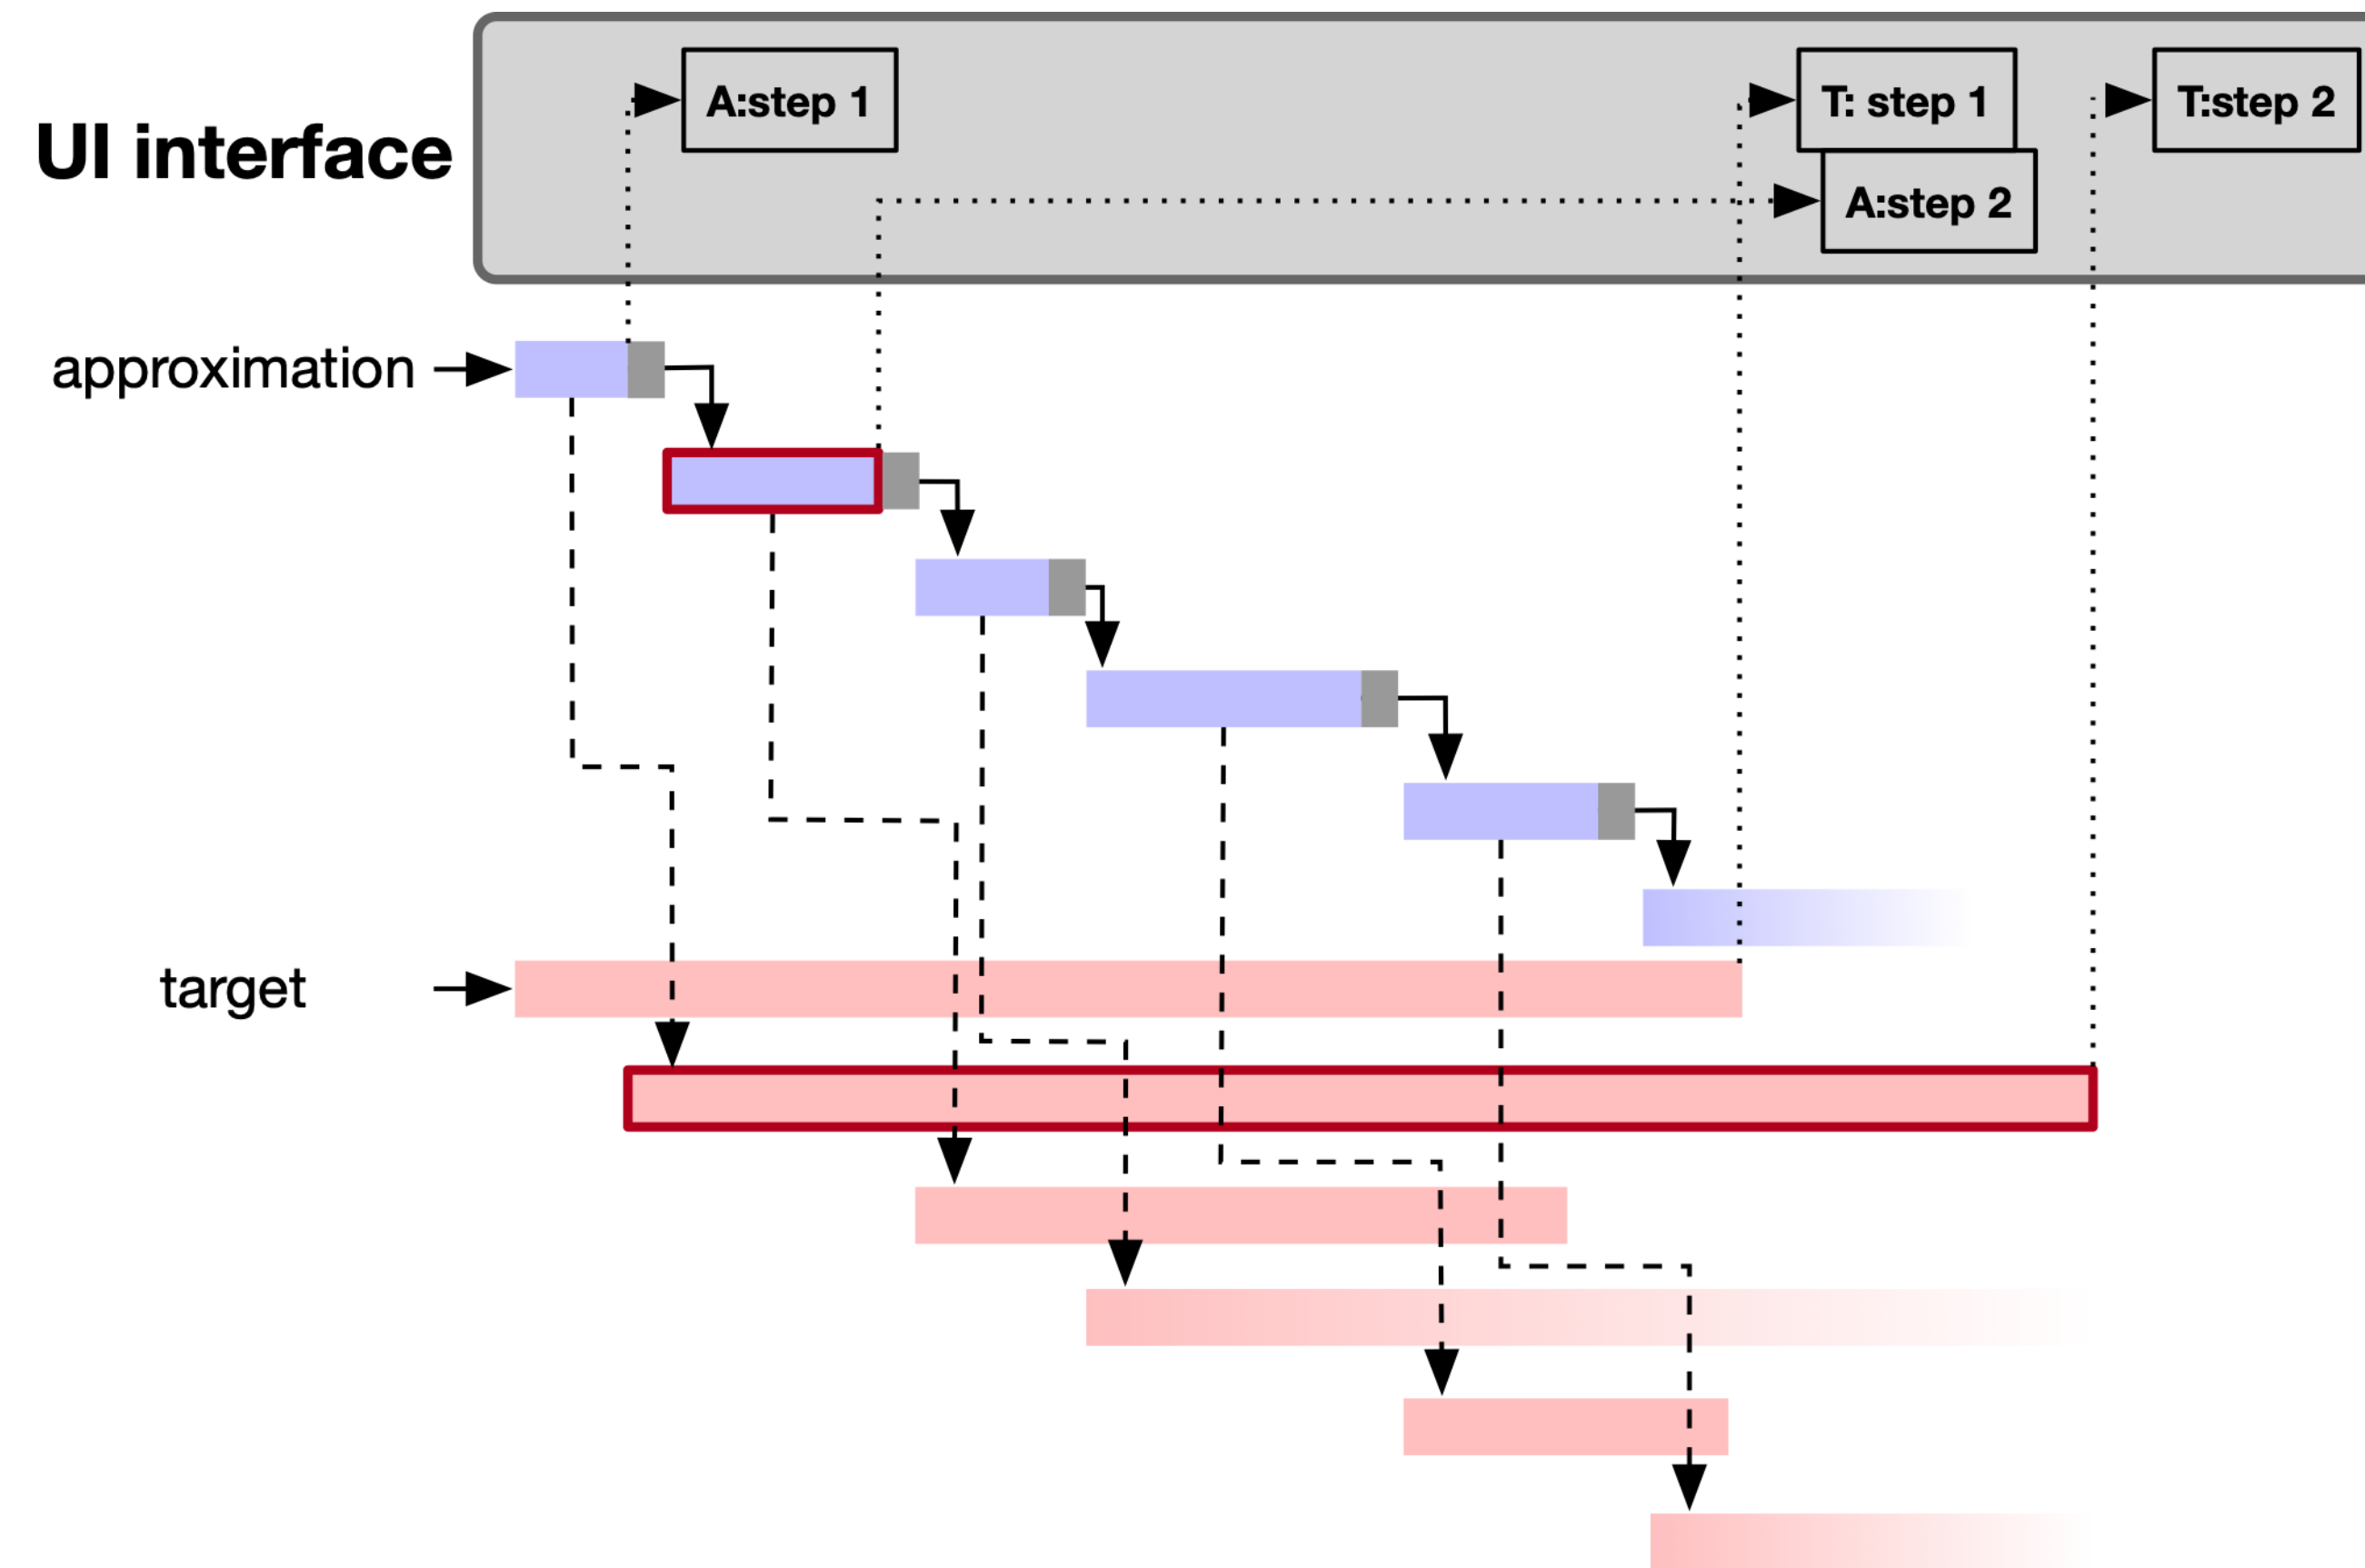 A:step 1
T: step 1
T:step 2
UI interface
A:step 2
approximation
target